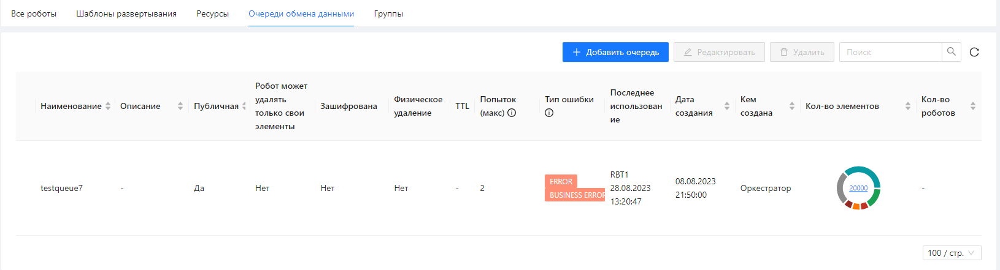 Все роботы Шаблоны развертывания Ресурсы Очереди обмена данными Группы
Добавить очередь Редактировать Удалить Поиск
Наименование
Описание
Публичная
Робот может
удалять
только свои
элементы
Зашифрована
Физическое
удаление
TTL
Попыток
(макс)
Тип ошибки
Последнее
использован
ие
Дата
создания
Кем
создана
Кол-во элементов
Кол-во
роботов
testqueue7
-
Да
Нет
Нет
Нет
-
2
ERROR
BUSINESS ERROR
RBT1
28.08.2023
13:20:47
08.08.2023
21:50:00
Оркестратор
20000
-
100 / стр.